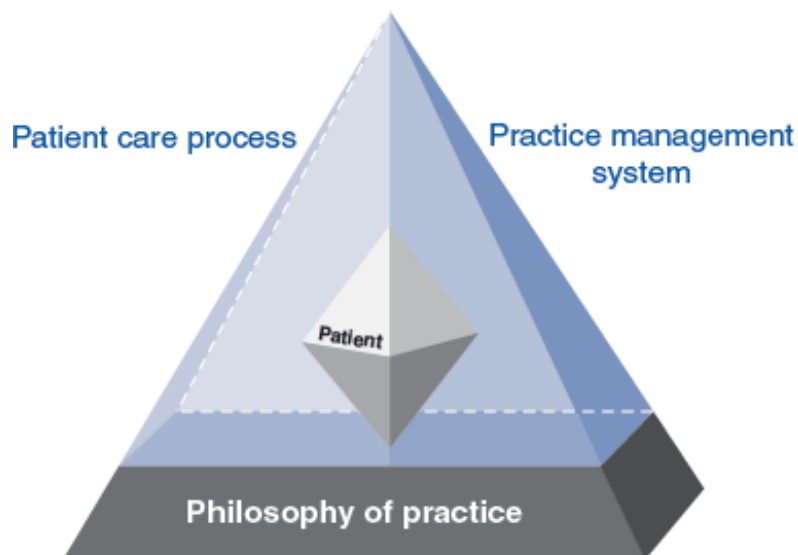 Patient care process
Practice management
system
Patient
Philosophy of practice